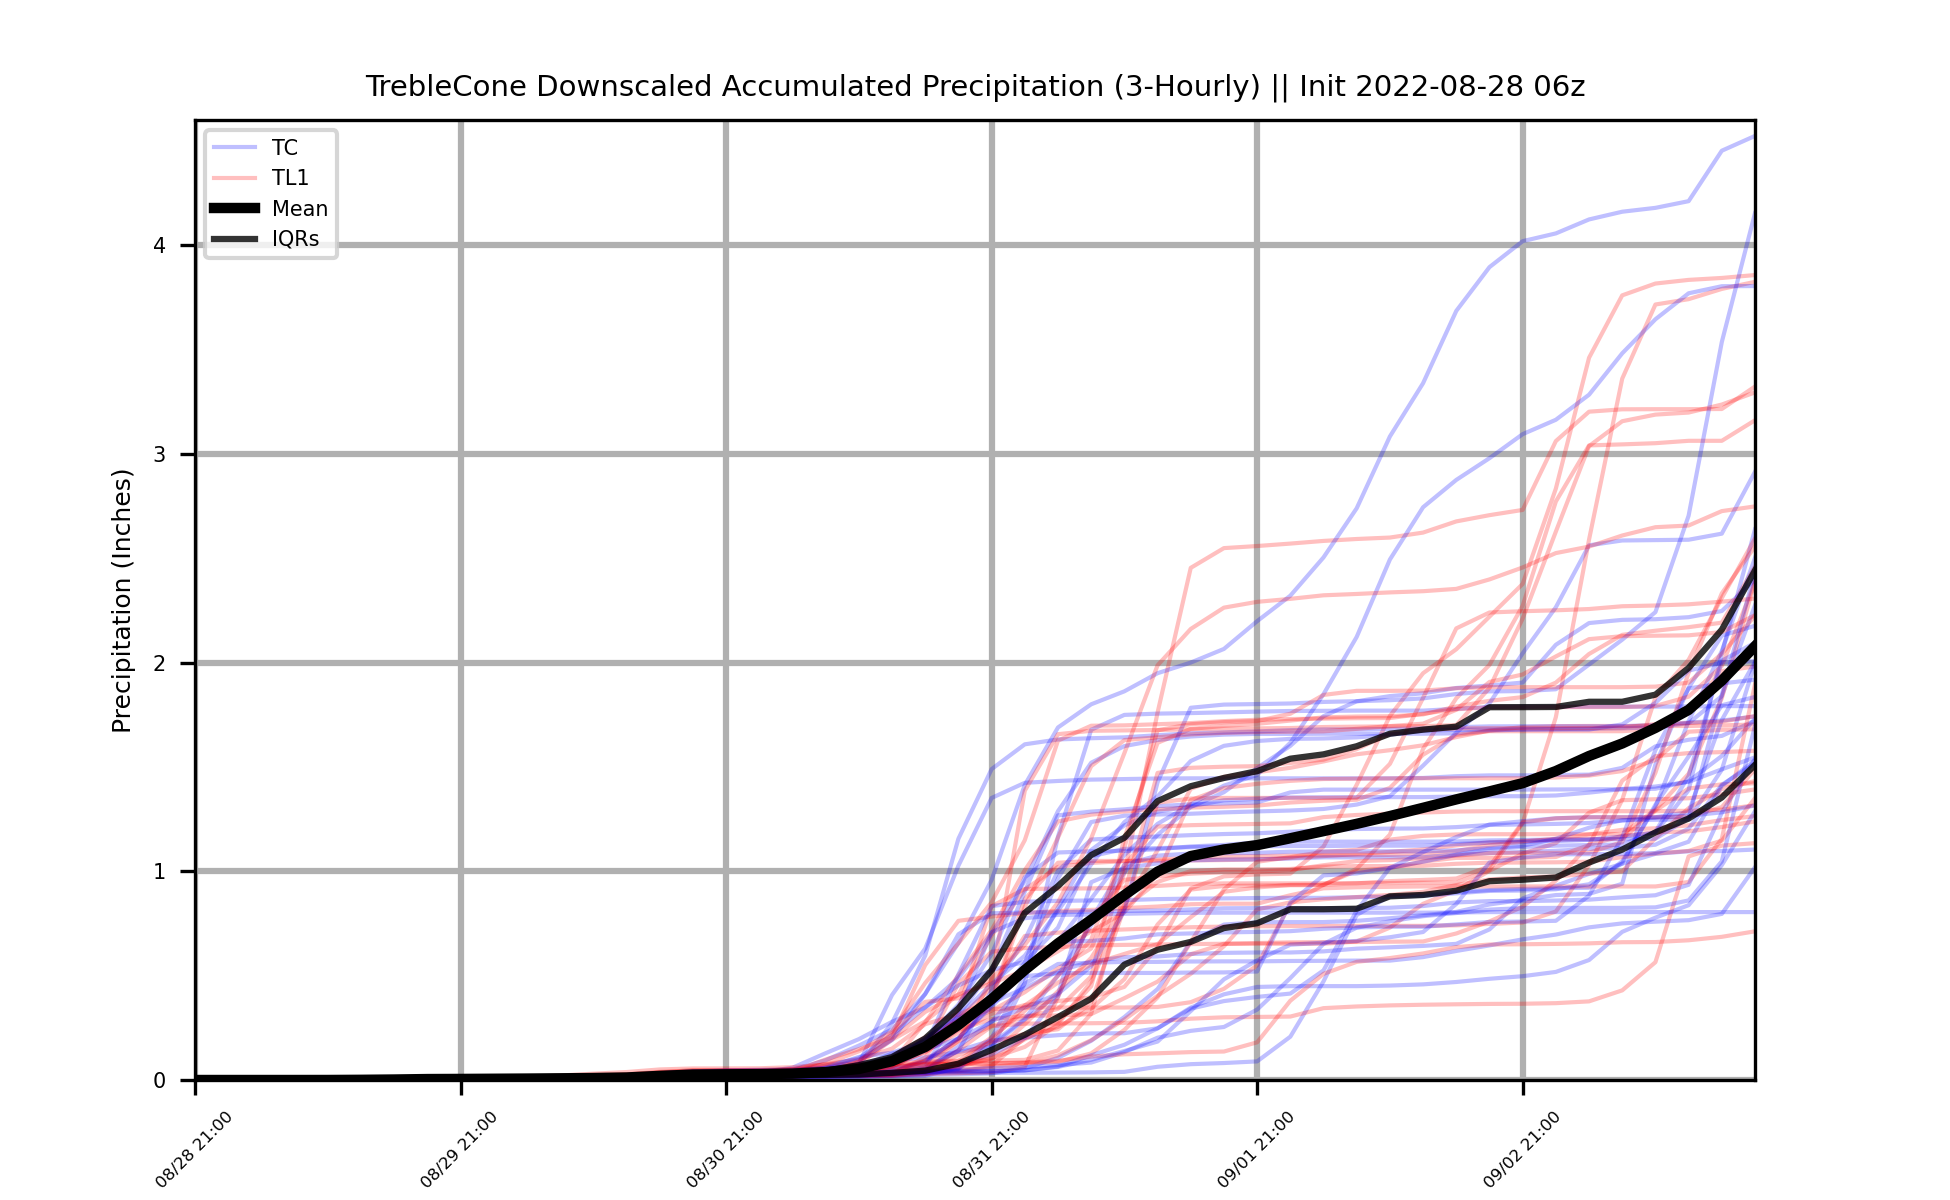 TrebleCone Downscaled Accumulated Precipitation (3-Hourly) || Init 2022-08-28 06z
TC
TL1
Mean
IQRs
Precipitation (Inches)
4
3
2
1
0
08/28 21:00
08/29 21:00
08/30 21:00
08/31 21:00
09/01 21:00
09/02 21:00